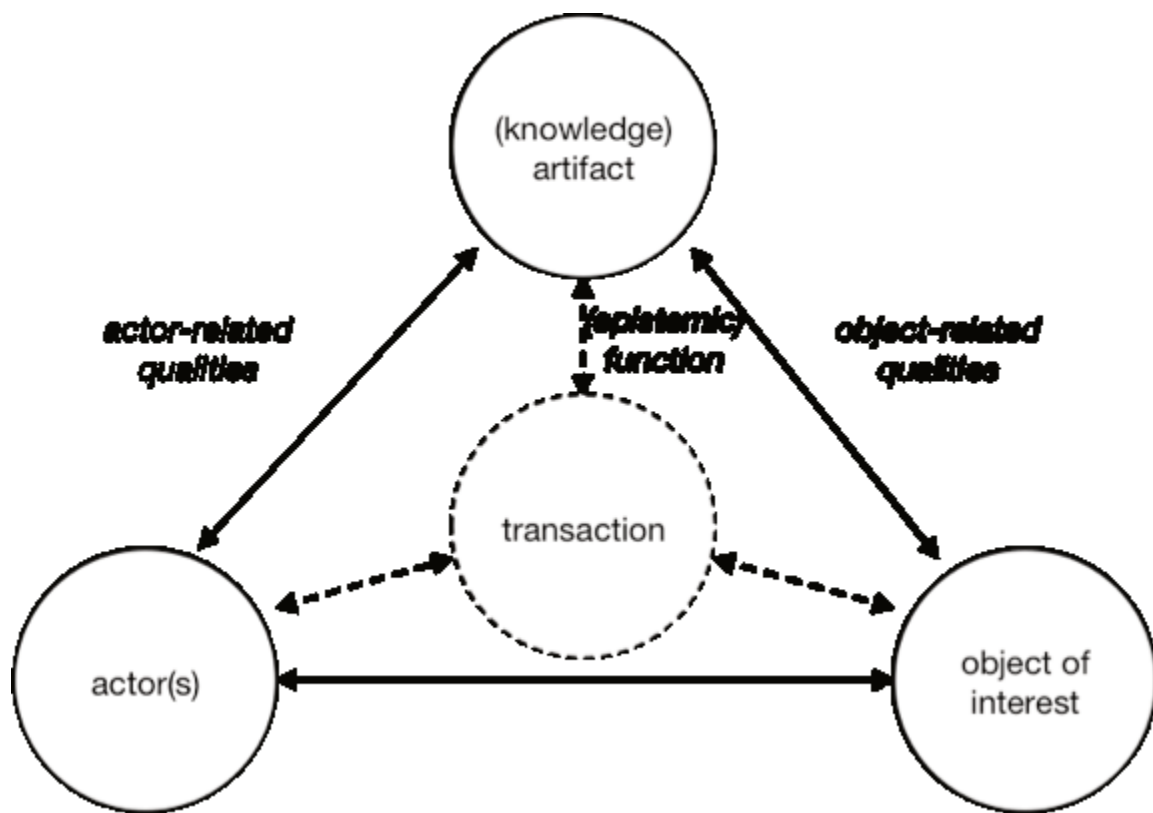 (knowledge)
artifact
actor-related
qualities
(epistemic)
function
object-related
qualities
transaction
actor(s)
object of
interest